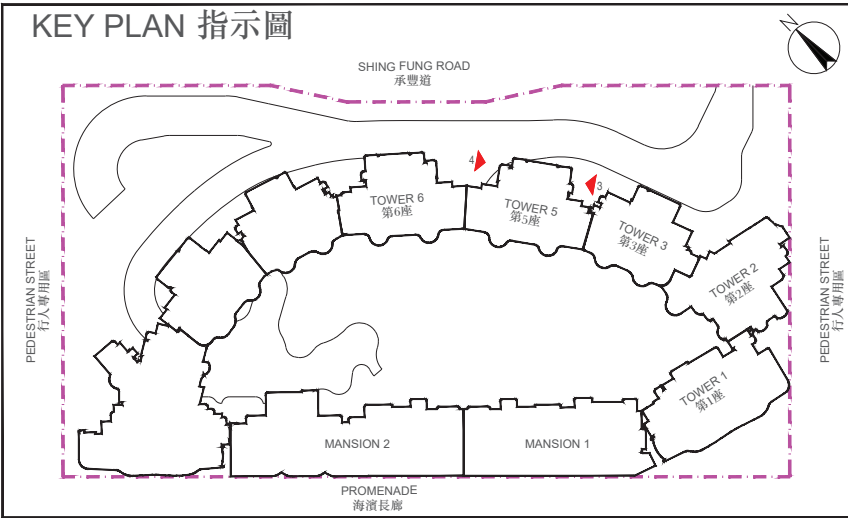 KEY PLAN 指示圖
N
SHING FUNG ROAD
承豐道
4
3
TOWER 6
第6座
TOWER 5
第5座
TOWER 3
第3座
TOWER 2
第2座
TOWER 1
第1座
PEDESTRIAN STREET
行人專用區
PEDESTRIAN STREET
行人專用區
MANSION 2
MANSION 1
PROMENADE
海濱長廊